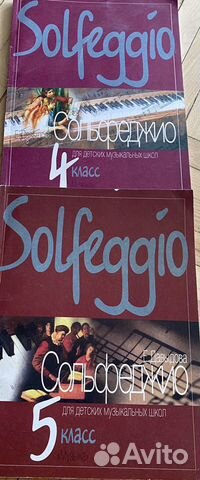 Solfeggio
Сольфеджио
для детских музыкальных школ
4 класс
Solfeggio
Е. Давыдова
Сольфеджио
для детских музыкальных школ
5 класс
Avito